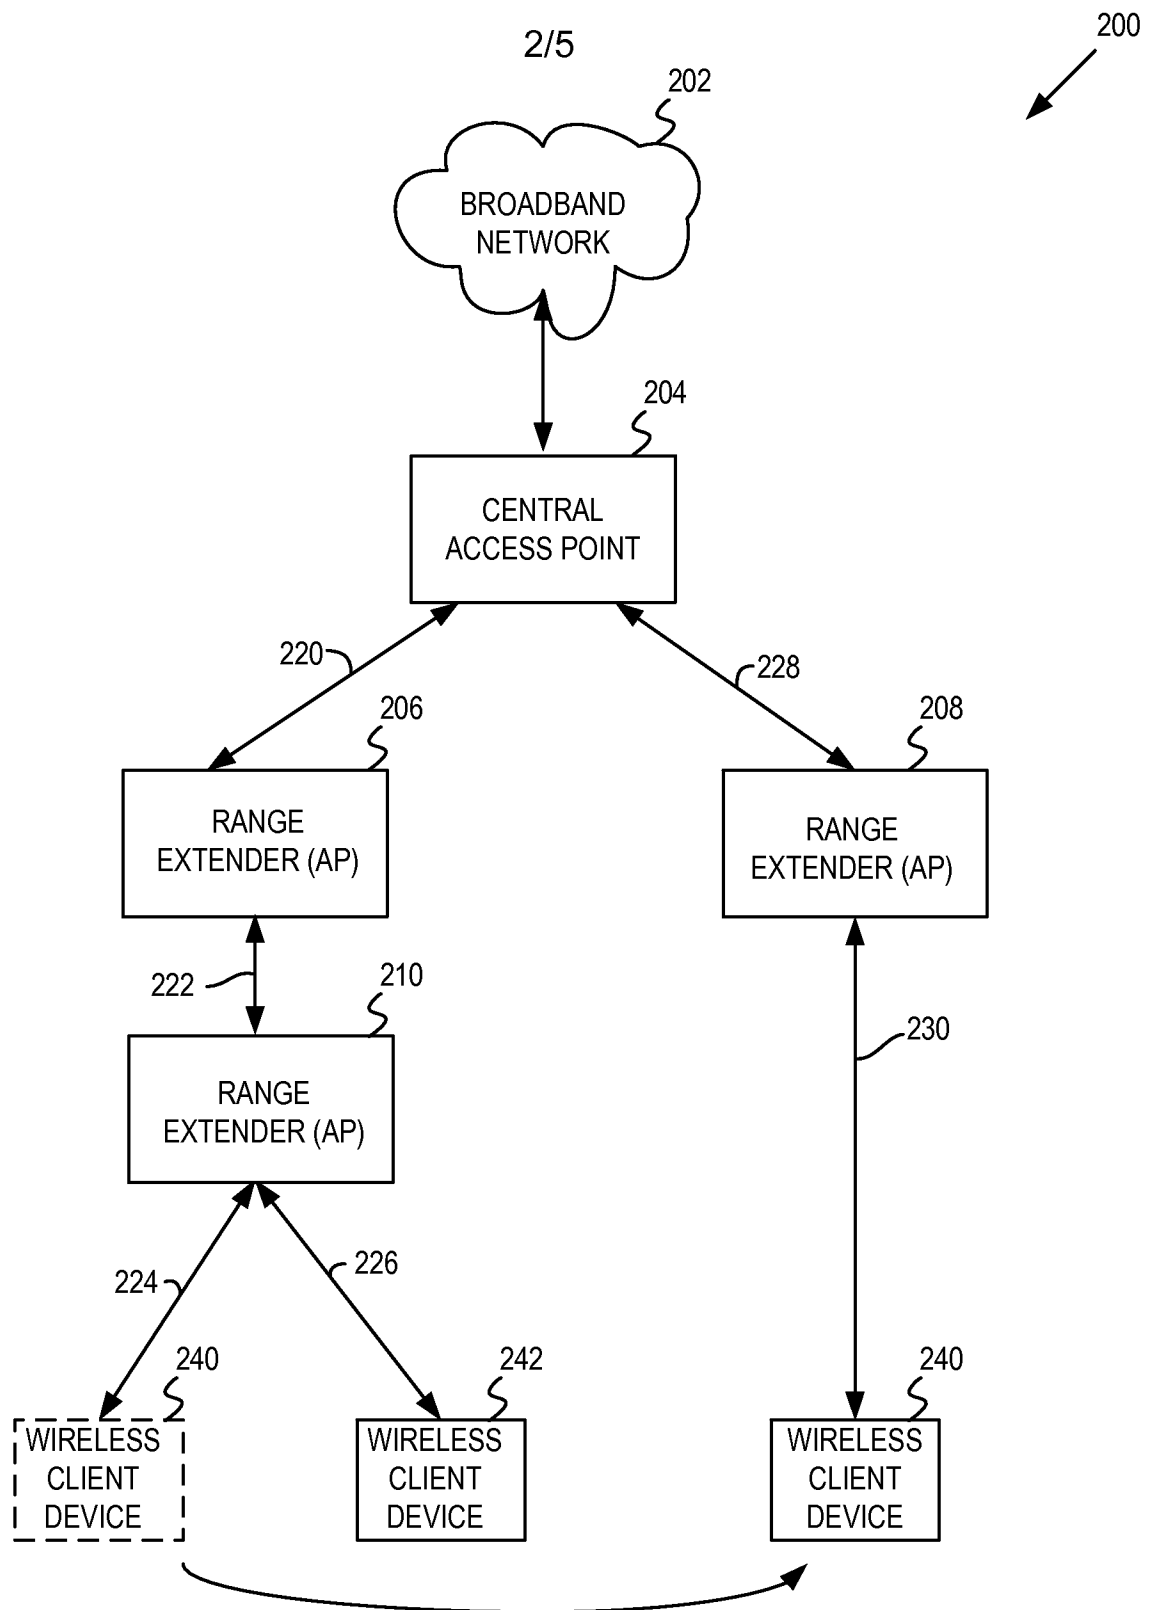 2/5
200
202
BROADBAND
NETWORK
204
CENTRAL
ACCESS POINT
220
228
206
208
RANGE
EXTENDER (AP)
RANGE
EXTENDER (AP)
222
210
230
RANGE
EXTENDER (AP)
224
226
240
242
240
WIRELESS
CLIENT
DEVICE
WIRELESS
CLIENT
DEVICE
WIRELESS
CLIENT
DEVICE